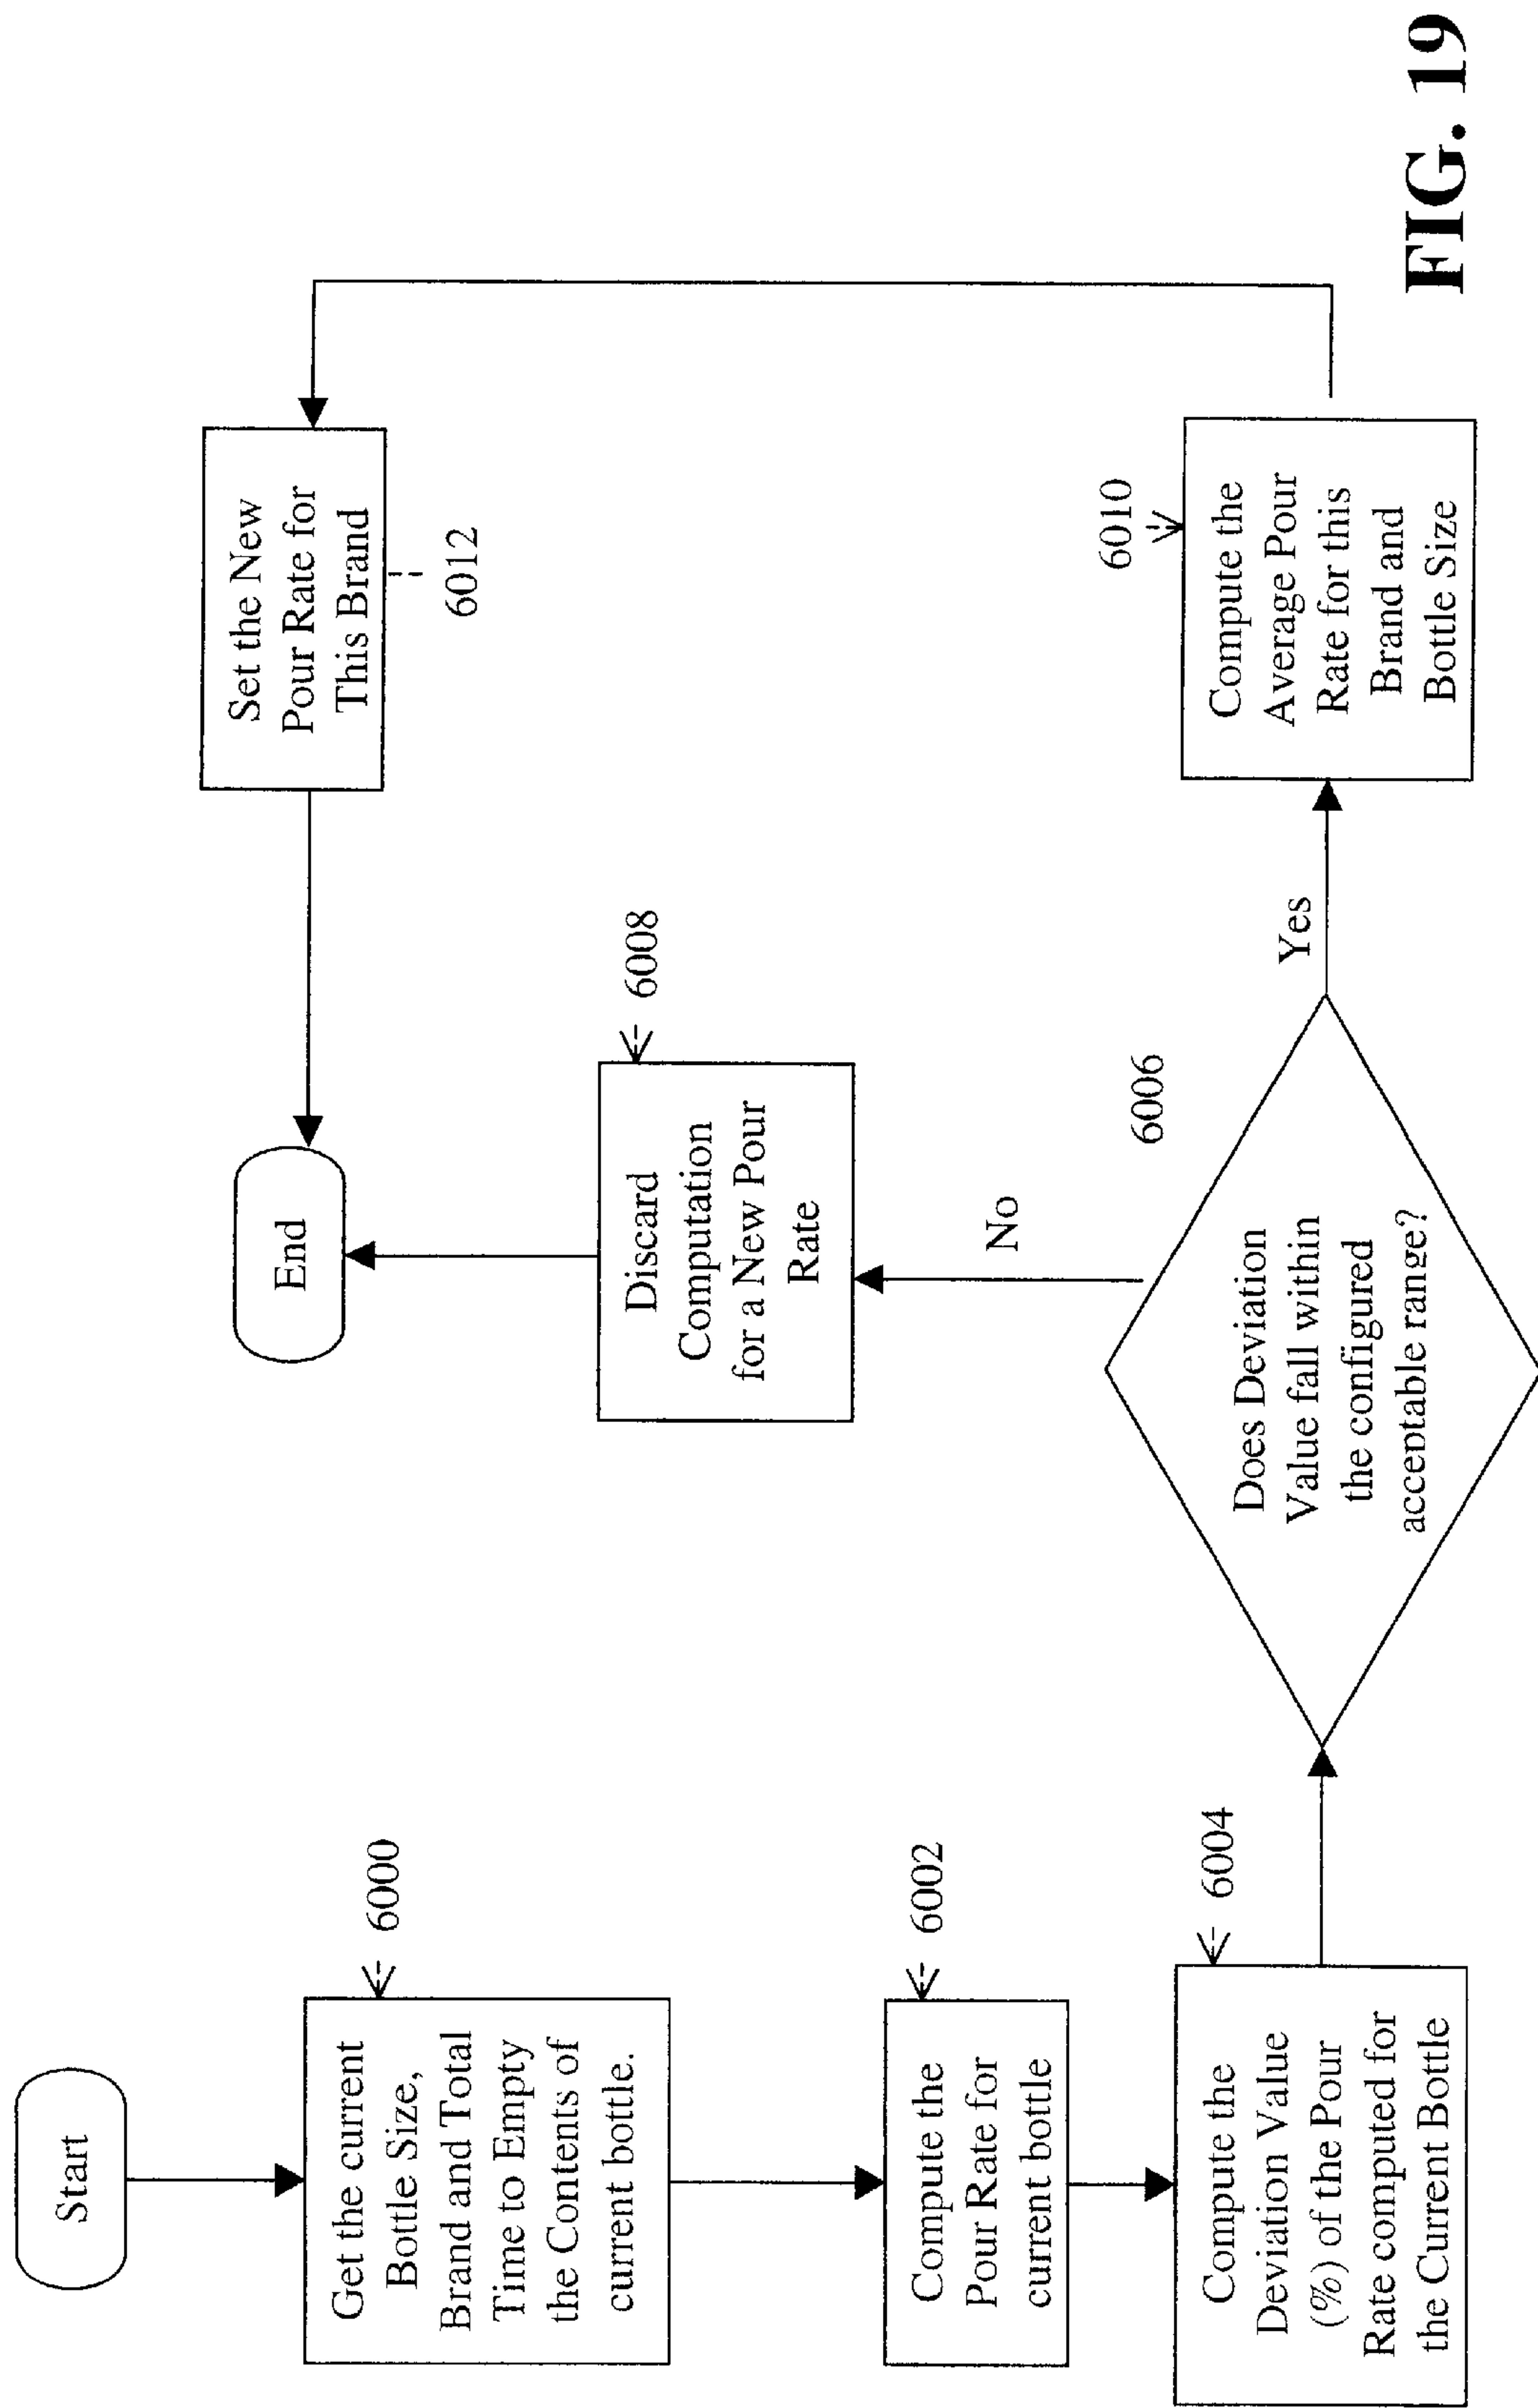 Start
Get the current
Bottle Size,
Brand and Total
Time to Empty
the Contents of
current bottle.
6000
Compute the
Pour Rate for
current bottle
6002
Compute the
Deviation Value
(%) of the Pour
Rate computed for
the Current Bottle
6004
Does Deviation
Value fall within
the configured
acceptable range?
6006
No
Discard
Computation
for a New Pour
Rate
6008
End
Yes
Compute the
Average Pour
Rate for this
Brand and
Bottle Size
6010
Set the New
Pour Rate for
This Brand
6012
FIG. 19